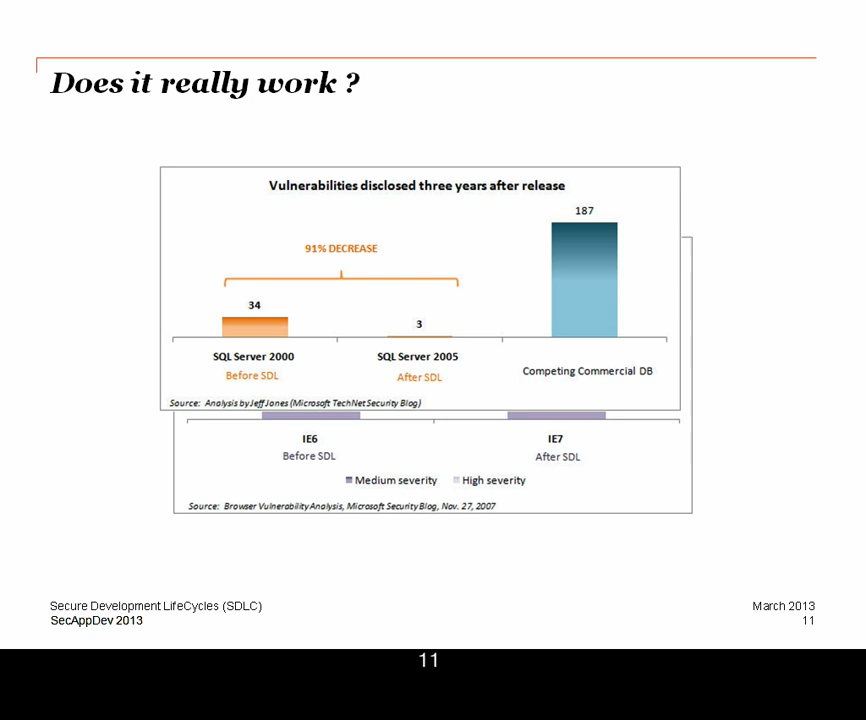 Does it really work ?
Vulnerabilities disclosed three years after release
187
91% DECREASE
34
3
SQL Server 2000
SQL Server 2005
Competing Commercial DB
Before SDL
After SDL
Source: Analysis by Jeff Jones (Microsoft TechNet Security Blog)
IE6
IE7
Before SDL
After SDL
Medium severity
High severity
Source: Browser Vulnerability Analysis, Microsoft Security Blog, Nov. 27, 2007
Secure Development LifeCycles (SDLC)
March 2013
SecAppDev 2013
11
11